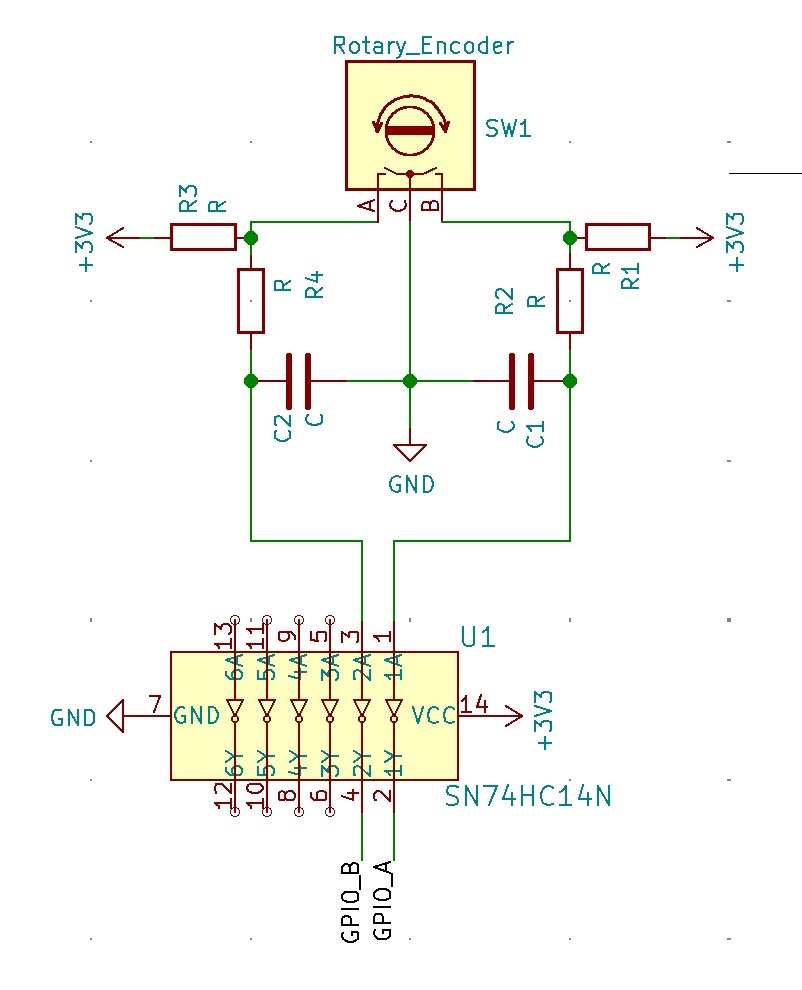 Rotary_Encoder
SW1
A
C
B
R3
R
+3V3
R
R1
+3V3
R
R4
R2
R
C2
C
C
C1
GND
U1
13
11
9
5
3
1
6A
5A
4A
3A
2A
1A
GND
7
GND
VCC
14
+3V3
6Y
5Y
4Y
3Y
2Y
1Y
12
10
8
6
4
2
SN74HC14N
GPIO_B
GPIO_A